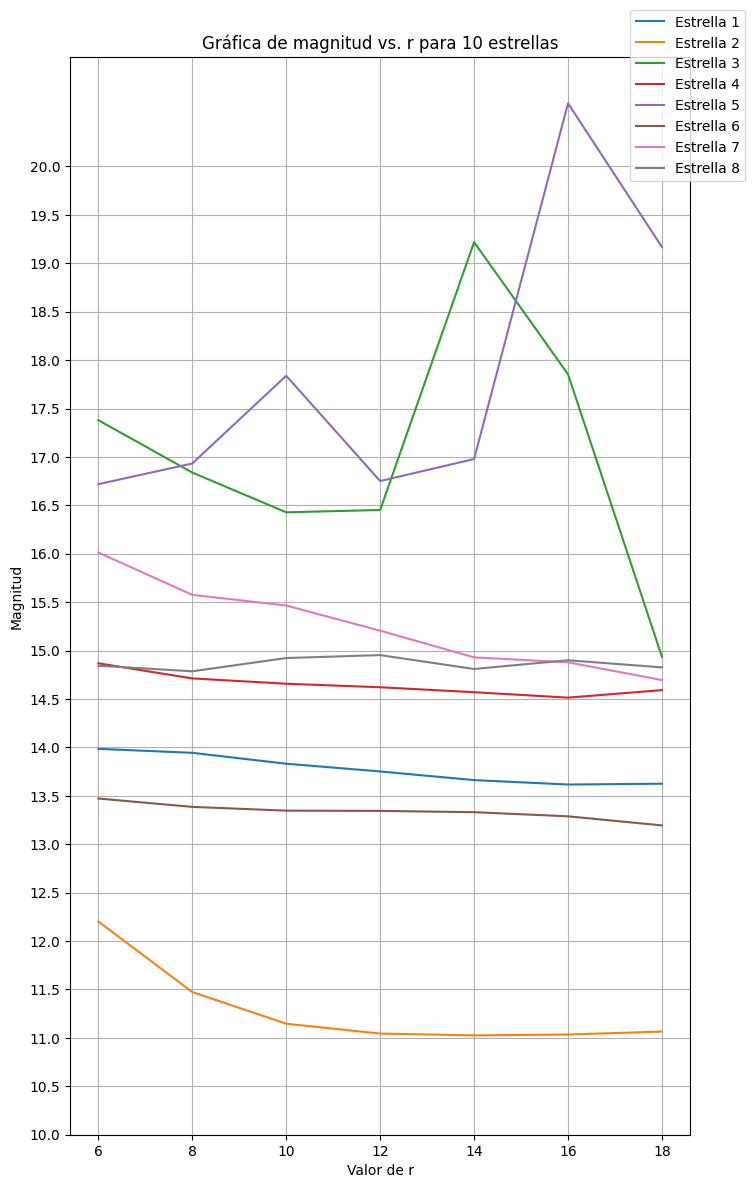 Gráfica de magnitud vs. r para 10 estrellas
Estrella 1
Estrella 2
Estrella 3
Estrella 4
Estrella 5
Estrella 6
Estrella 7
Estrella 8
Magnitud
20.0
19.5
19.0
18.5
18.0
17.5
17.0
16.5
16.0
15.5
15.0
14.5
14.0
13.5
13.0
12.5
12.0
11.5
11.0
10.5
10.0
6 8 10 12 14 16 18
Valor de r